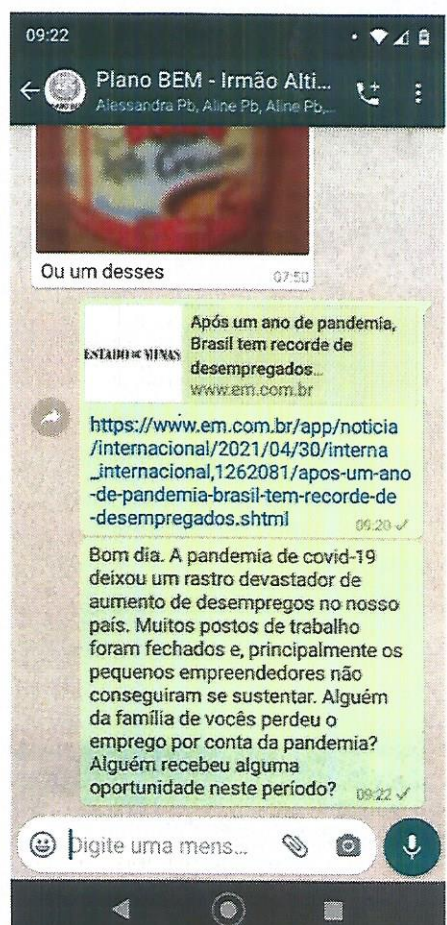 09:22
Plano BEM - Irmão Alti...
Alessandra Pb, Aline Pb, Aline Pb,...
Ou um desses
07:50
ESTADO DE MINAS
Após um ano de pandemia,
Brasil tem recorde de
desempregados...
www.em.com.br
https://www.em.com.br/app/noticia
/internacional/2021/04/30/interna
_internacional,1262081/apos-um-ano
-de-pandemia-brasil-tem-recorde-de
-desempregados.shtml
09:20
Bom dia. A pandemia de covid-19
deixou um rastro devastador de
aumento de desempregos no nosso
país. Muitos postos de trabalho
foram fechados e, principalmente os
pequenos empreendedores não
conseguiram se sustentar. Alguém
da família de vocês perdeu o
emprego por conta da pandemia?
Alguém recebeu alguma
oportunidade neste período?
09:22
Digite uma mens...